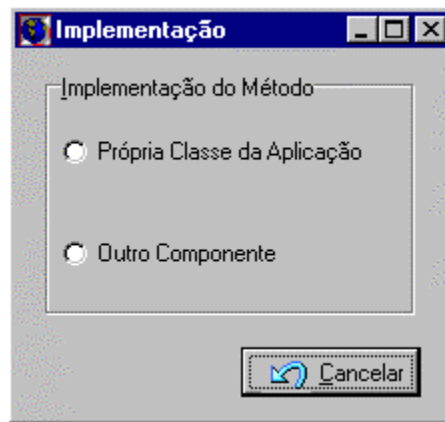 Implementação
Implementação do Método
Própria Classe da Aplicação
Outro Componente
Cancelar